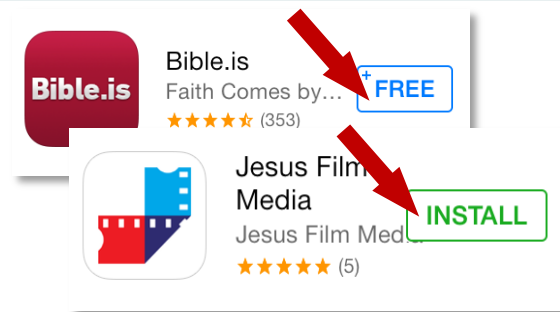 Bible.is
Bible.is
Faith Comes by...
+ FREE
(353)
Jesus Film
Media
INSTALL
Jesus Film Med...
(5)